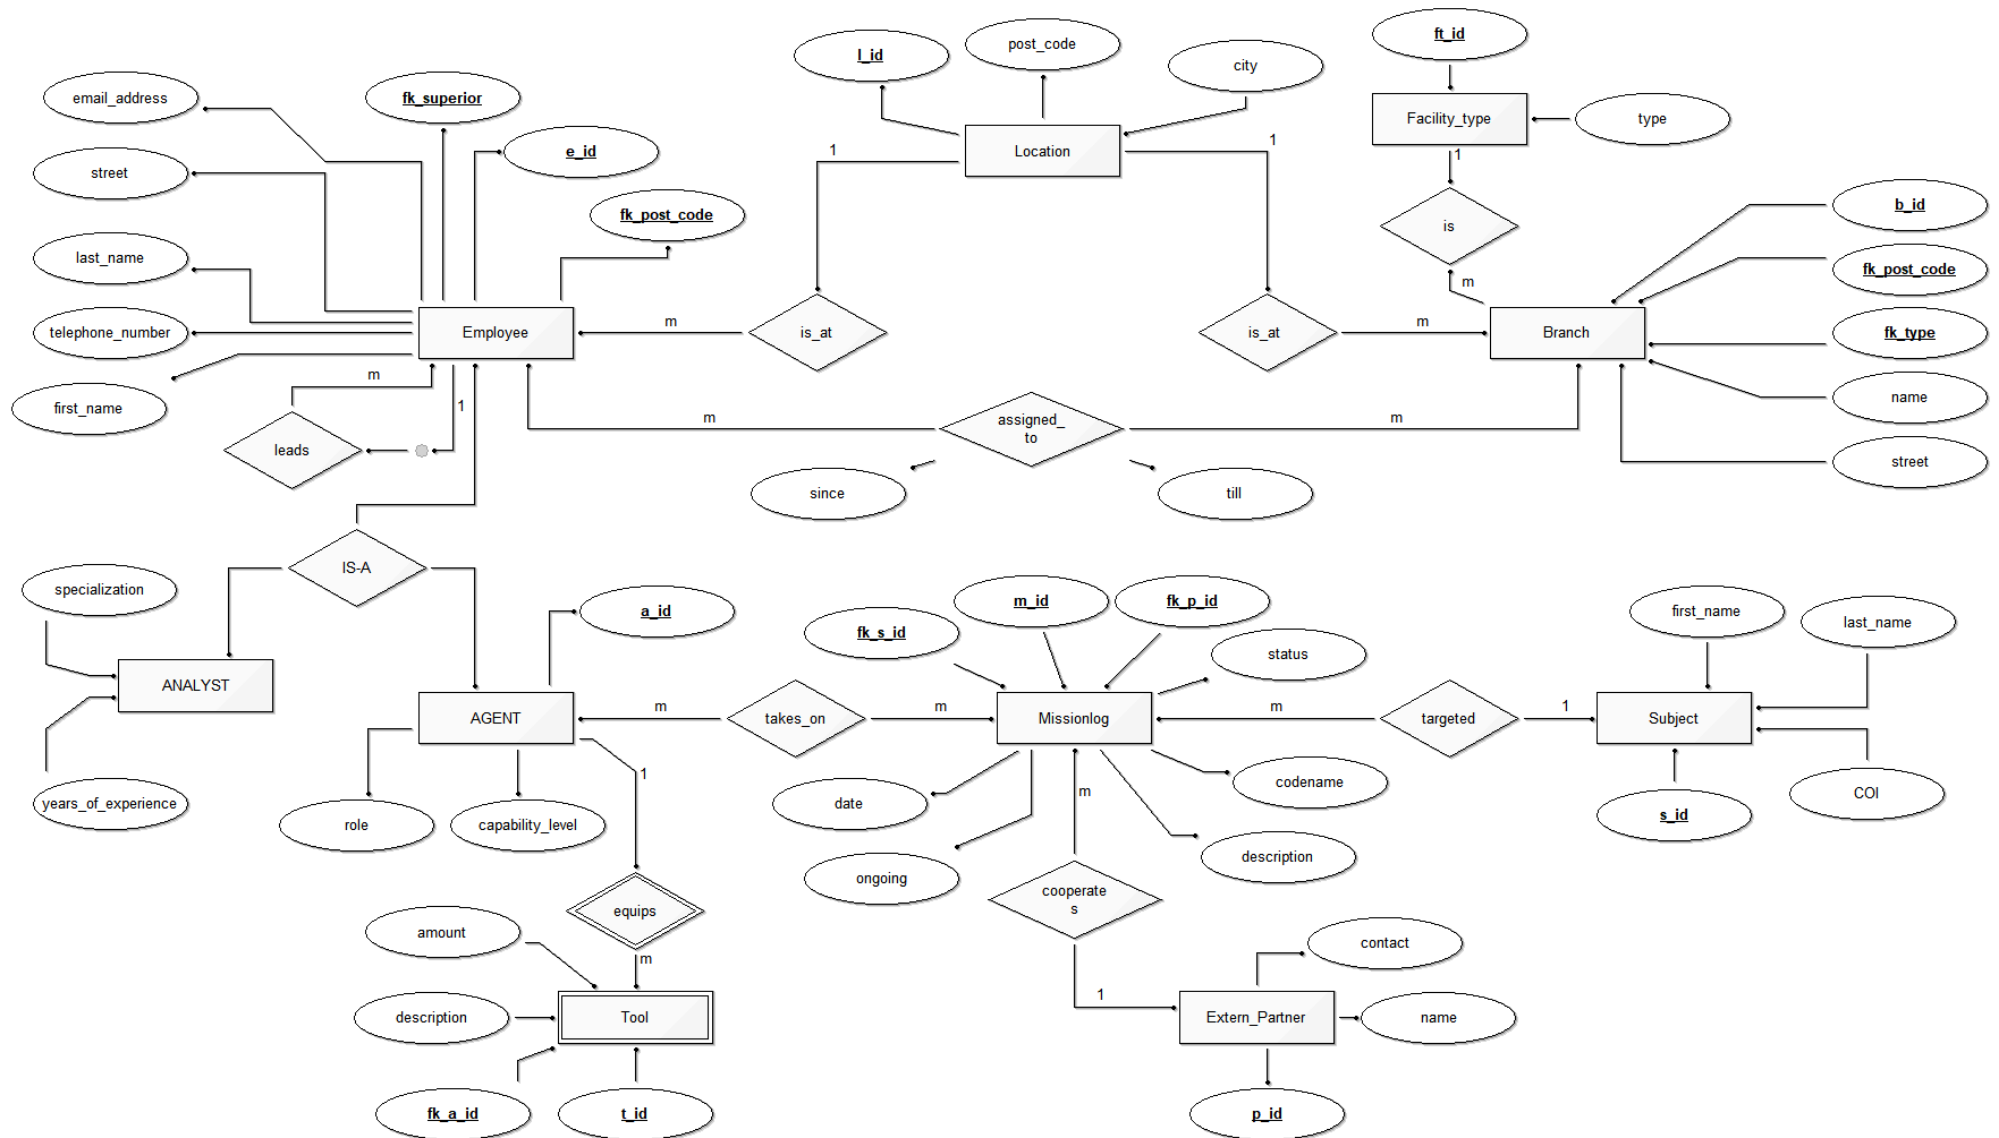 ft_id
l_id
post_code
city
email_address
fk_superior
Facility_type
type
e_id
Location
1
1
1
street
fk_post_code
is
b_id
last_name
fk_post_code
m
telephone_number
Employee
m
is_at
is_at
m
Branch
fk_type
m
name
first_name
1
m
assigned_
to
m
leads
street
since
till
IS-A
specialization
a_id
m_id
fk_p_id
first_name
last_name
fk_s_id
status
ANALYST
AGENT
m
takes_on
m
Missionlog
m
targeted
1
Subject
1
codename
years_of_experience
date
m
COI
role
capability_level
s_id
description
ongoing
cooperate
s
equips
amount
contact
m
1
description
Tool
Extern_Partner
name
fk_a_id
t_id
p_id